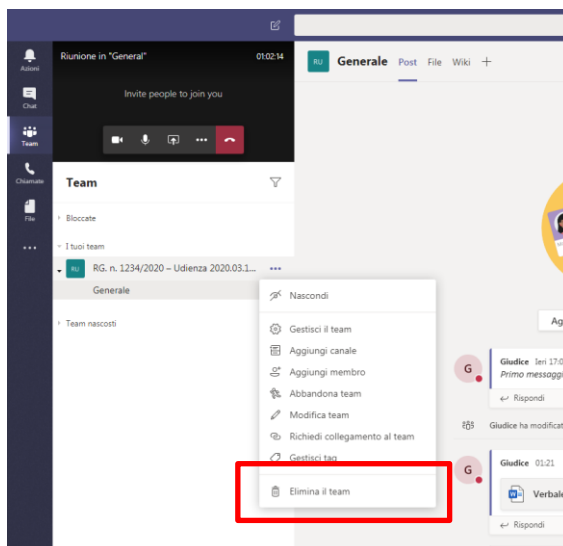 Azioni
Chat
Team
Chiamate
File
Riunione in "General" 01:02:14
Invite people to join you
Team
Bloccate
I tuoi team
RU RG. n. 1234/2020 – Udienza 2020.03.1...
Generale
Team nascosti
Nascondi
Gestisci il team
Aggiungi canale
Aggiungi membro
Abbandona team
Modifica team
Richiedi collegamento al team
Gestisci tag
Elimina il team
RU Generale Post File Wiki +
Ag
G
Giudice Ieri 17:0
Primo messagg
Rispondi
Giudice ha modificat
G
Giudice 01:21
Verbale
Rispondi